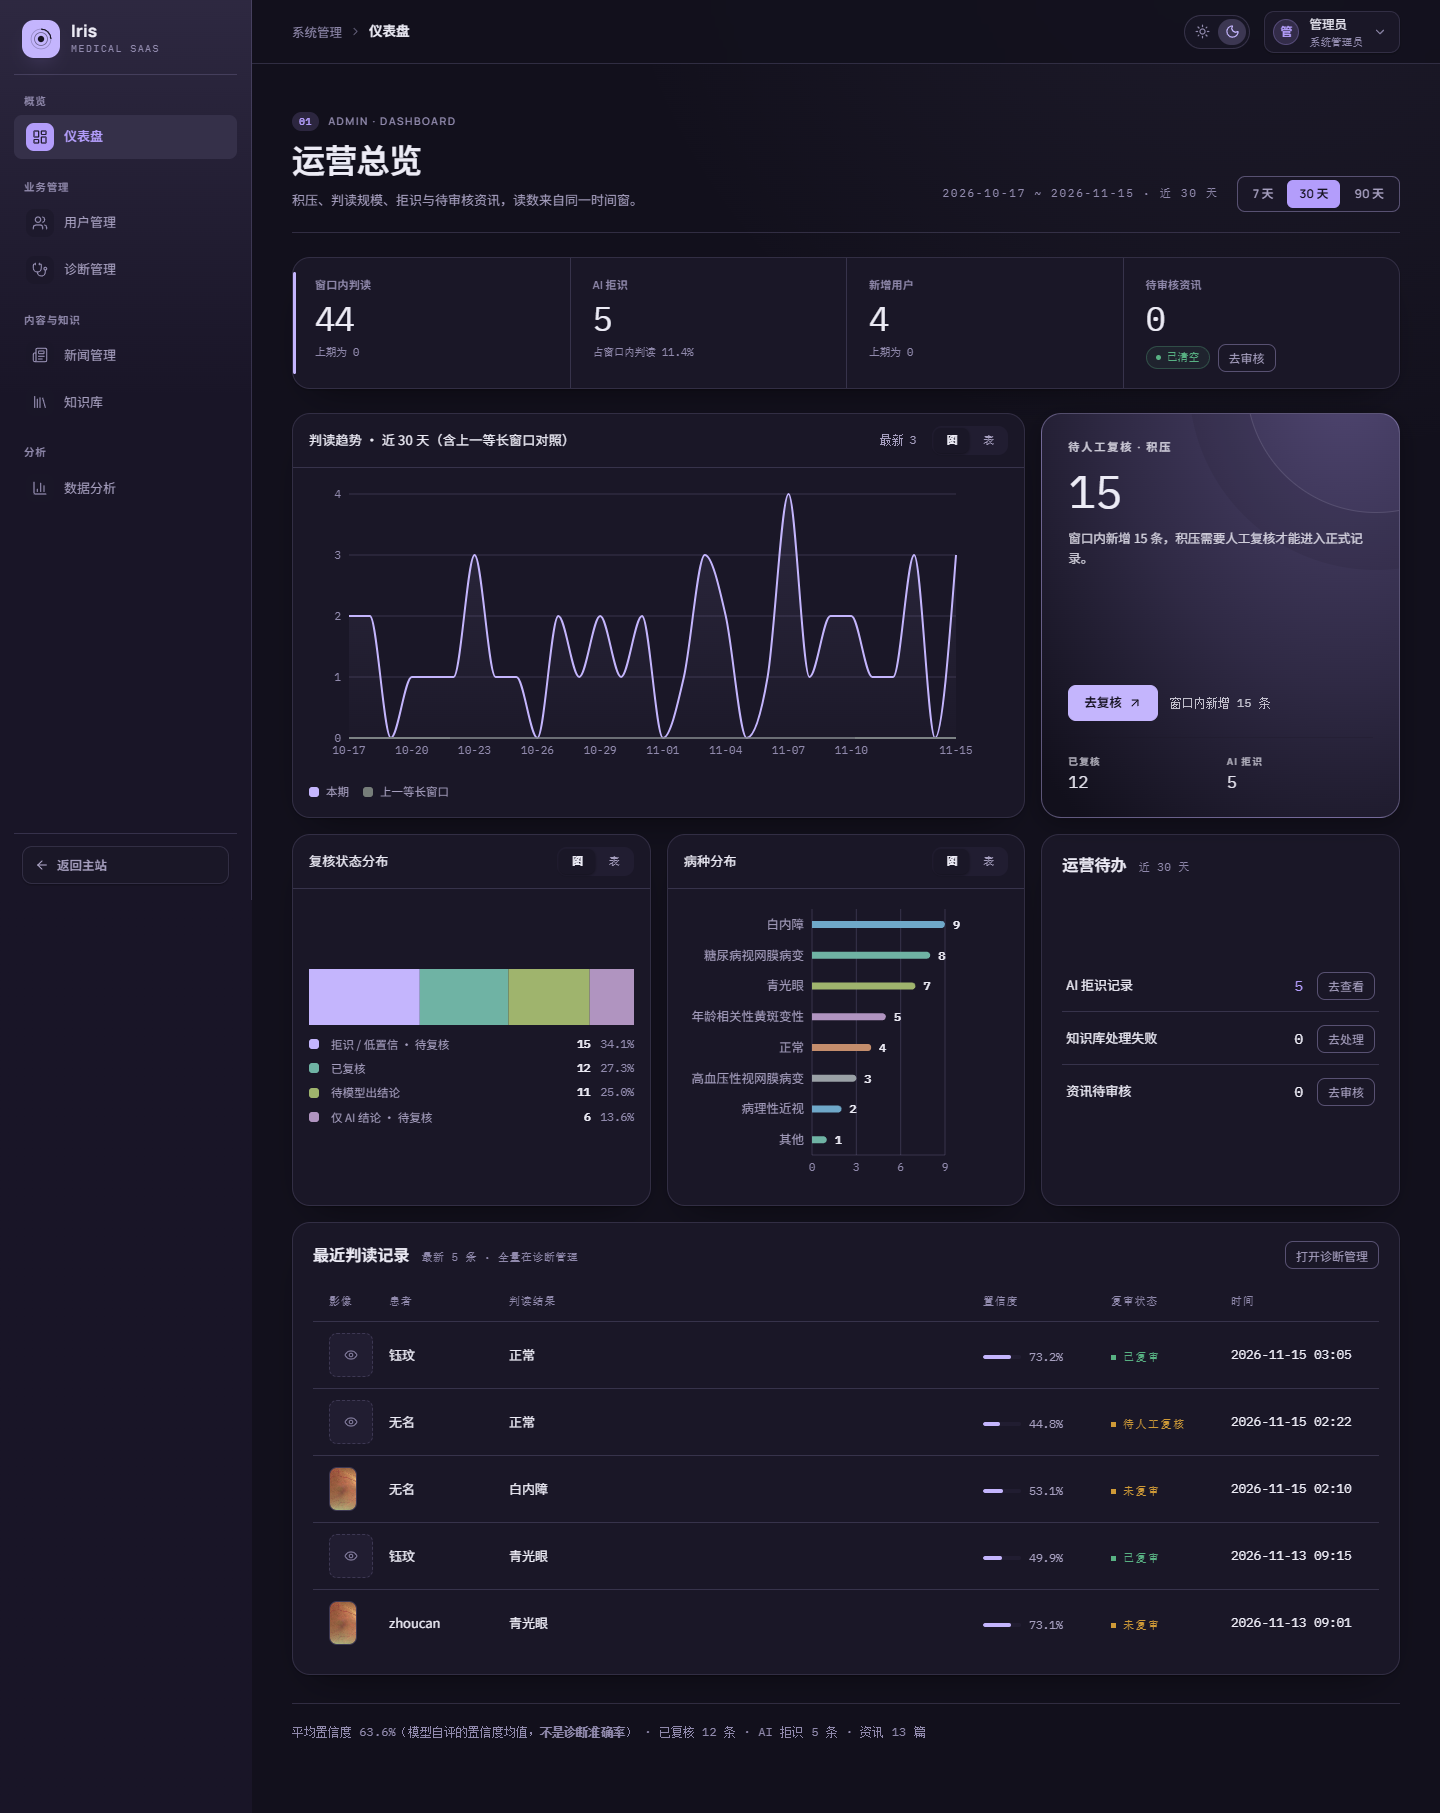 Iris
MEDICAL SAAS
概览
仪表盘
业务管理
用户管理
诊断管理
内容与知识
新闻管理
知识库
分析
数据分析
返回主站
系统管理 > 仪表盘
管
管理员
系统管理员
01 ADMIN · DASHBOARD
运营总览
积压、判读规模、拒识与待审核资讯，读数来自同一时间窗。
2026-10-17 ~ 2026-11-15 · 近 30 天
7 天 30 天 90 天
窗口内判读
44
上期为 0
AI 拒识
5
占窗口内判读 11.4%
新增用户
4
上期为 0
待审核资讯
0
已清空 去审核
判读趋势 · 近 30 天（含上一等长窗口对照）
最新 3 图 表
4
3
2
1
0
10-17 10-20 10-23 10-26 10-29 11-01 11-04 11-07 11-10 11-15
本期 上一等长窗口
待人工复核 · 积压
15
窗口内新增 15 条，积压需要人工复核才能进入正式记录。
去复核 窗口内新增 15 条
已复核
12
AI 拒识
5
复核状态分布 图 表
拒识 / 低置信 · 待复核 15 34.1%
已复核 12 27.3%
待模型出结论 11 25.0%
仅 AI 结论 · 待复核 6 13.6%
病种分布 图 表
白内障 9
糖尿病视网膜病变 8
青光眼 7
年龄相关性黄斑变性 5
正常 4
高血压性视网膜病变 3
病理性近视 2
其他 1
0 3 6 9
运营待办 近 30 天
AI 拒识记录 5 去查看
知识库处理失败 0 去处理
资讯待审核 0 去审核
最近判读记录 最新 5 条 · 全量在诊断管理 打开诊断管理
影像 患者 判读结果 置信度 复审状态 时间
钰玟 正常 73.2% 已复审 2026-11-15 03:05
无名 正常 44.8% 待人工复核 2026-11-15 02:22
无名 白内障 53.1% 未复审 2026-11-15 02:10
钰玟 青光眼 49.9% 已复审 2026-11-13 09:15
zhoucan 青光眼 73.1% 未复审 2026-11-13 09:01
平均置信度 63.6%（模型自评的置信度均值，不是诊断准确率） · 已复核 12 条 · AI 拒识 5 条 · 资讯 13 篇